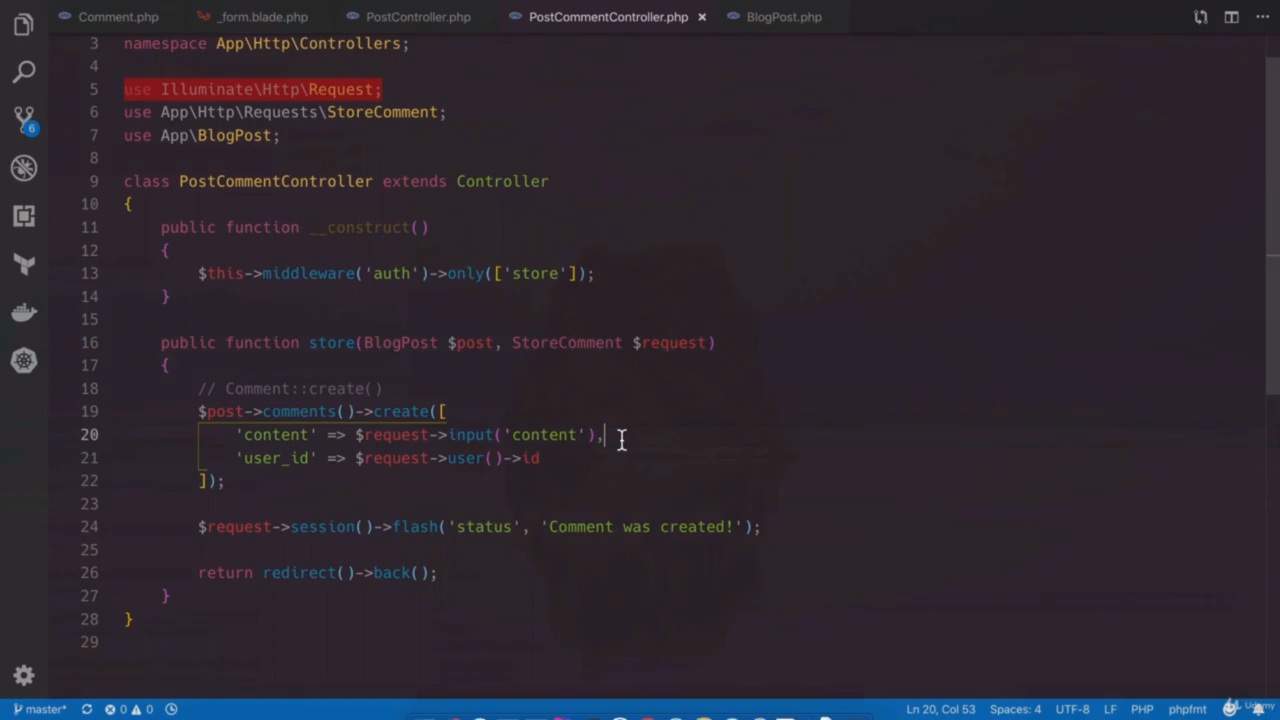 Comment.php _form.blade.php PostController.php PostCommentController.php × BlogPost.php
3 namespace App\Http\Controllers;
4
5 use Illuminate\Http\Request;
6 use App\Http\Requests\StoreComment;
7 use App\BlogPost;
8
9 class PostCommentController extends Controller
10 {
11 public function __construct()
12 {
13 $this->middleware('auth')->only(['store']);
14 }
15
16 public function store(BlogPost $post, StoreComment $request)
17 {
18 // Comment::create()
19 $post->comments()->create([
20 'content' => $request->input('content'),
21 'user_id' => $request->user()->id
22 ]);
23
24 $request->session()->flash('status', 'Comment was created!');
25
26 return redirect()->back();
27 }
28 }
29
6
master* 0 0 Ln 20, Col 53 Spaces: 4 UTF-8 LF PHP phpfmt Udemy